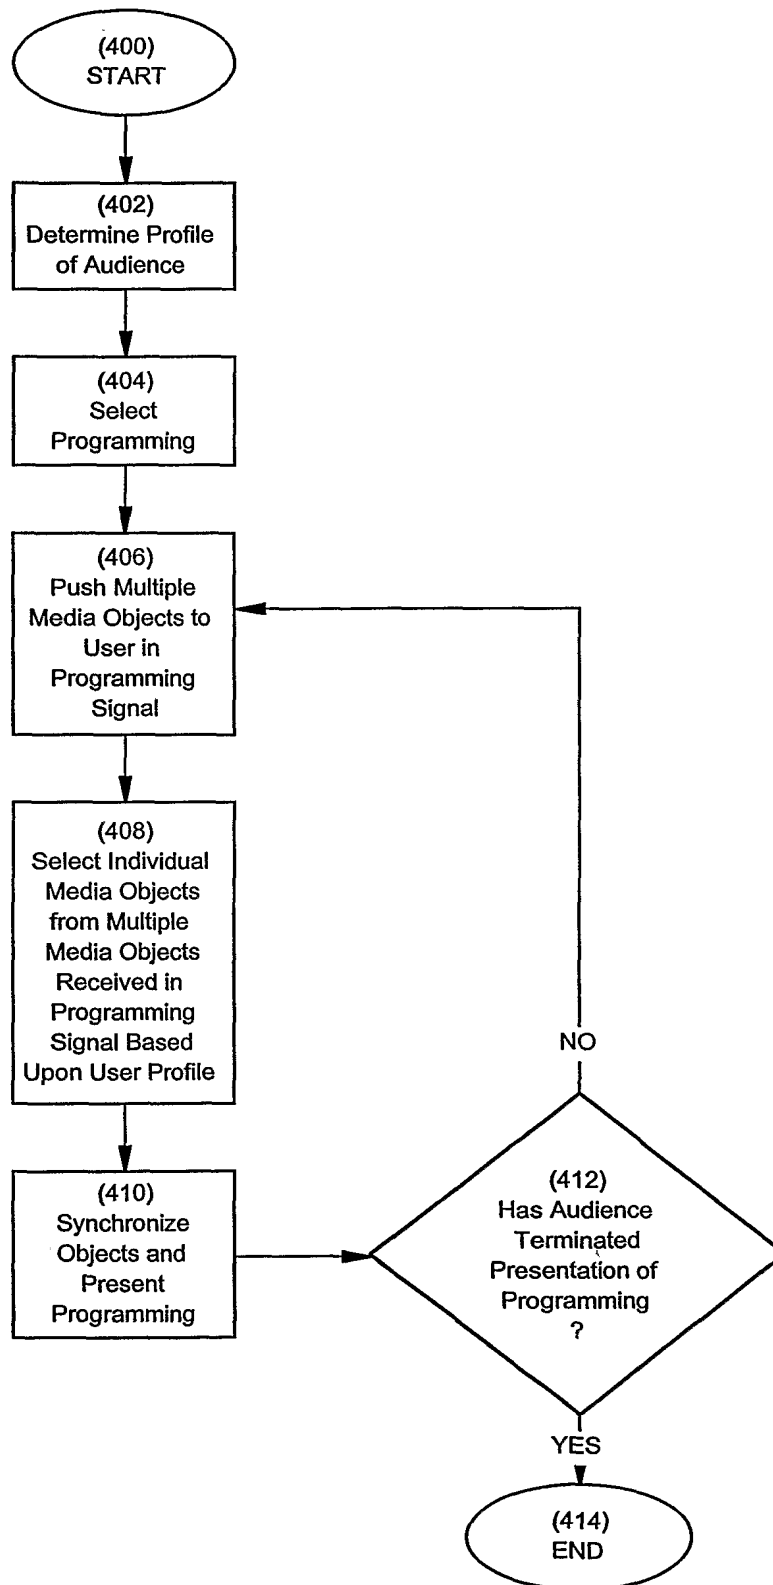 (400)
START
(402)
Determine Profile
of Audience
(404)
Select
Programming
(406)
Push Multiple
Media Objects to
User in
Programming
Signal
(408)
Select Individual
Media Objects
from Multiple
Media Objects
Received in
Programming
Signal Based
Upon User Profile
(410)
Synchronize
Objects and
Present
Programming
NO
(412)
Has Audience
Terminated
Presentation of
Programming
?
YES
(414)
END